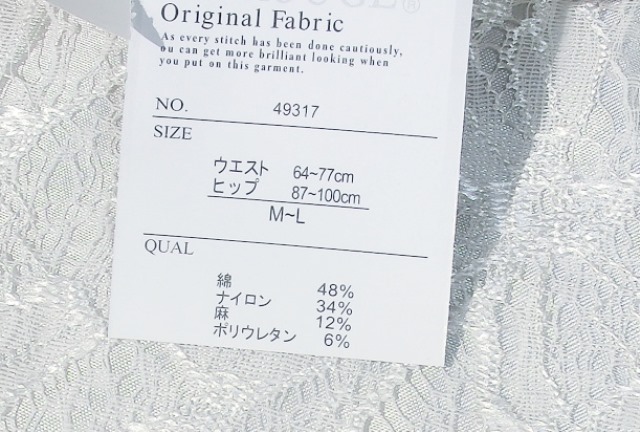 Original Fabric
As every stitch has been done cautiously,
ou can get more brilliant looking when
you put on this garment.
NO. 49317
SIZE
ウエスト 64~77cm
ヒップ 87~100cm
M~L
QUAL
綿 48%
ナイロン 34%
麻 12%
ポリウレタン 6%